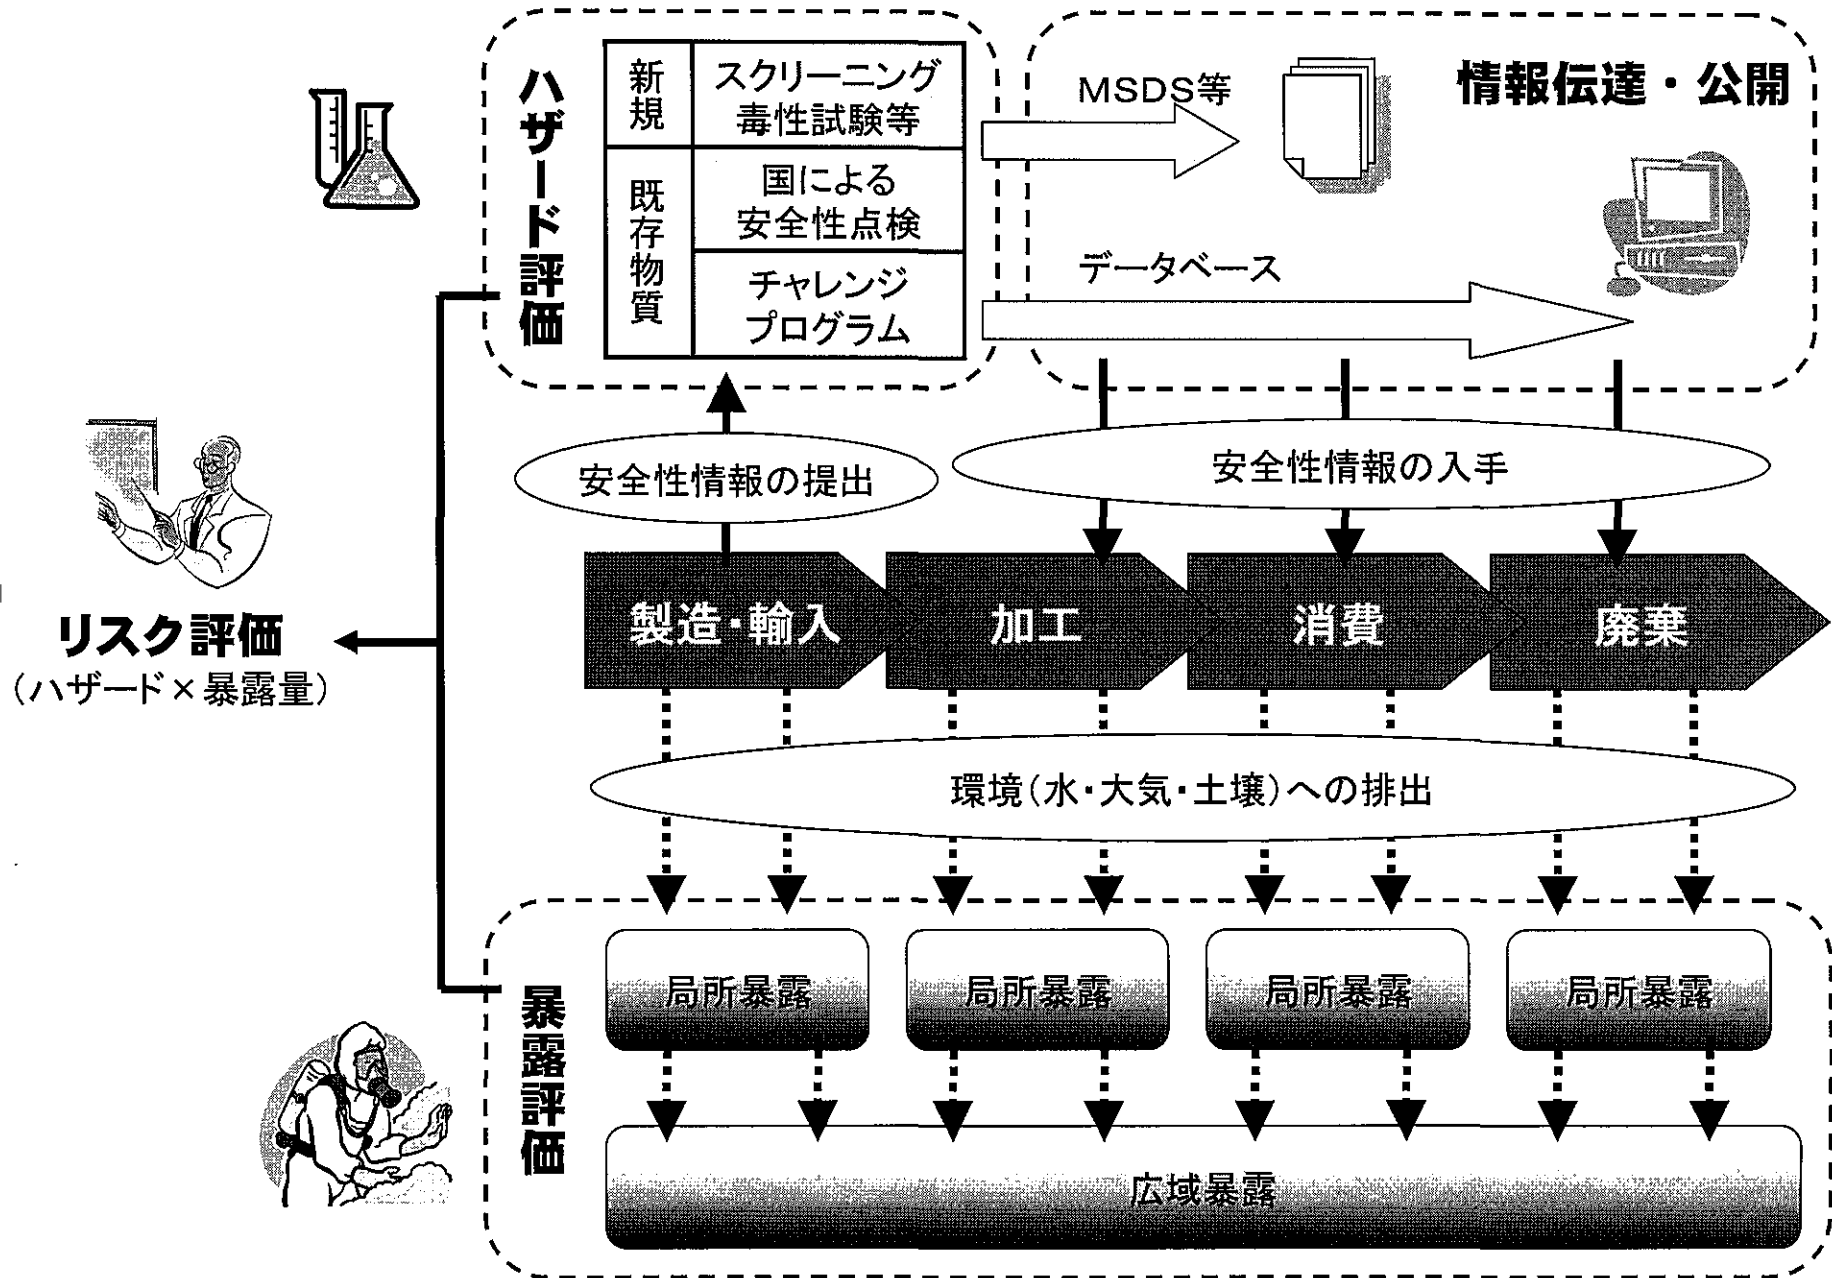 ハザード評価
新規
スクリーニング
毒性試験等
既存物質
国による
安全性点検
チャレンジ
プログラム
MSDS等
情報伝達・公開
データベース
安全性情報の提出
安全性情報の入手
製造・輸入
加工
消費
廃棄
リスク評価
（ハザード×暴露量）
環境（水・大気・土壌）への排出
暴露評価
局所暴露
局所暴露
局所暴露
局所暴露
広域暴露